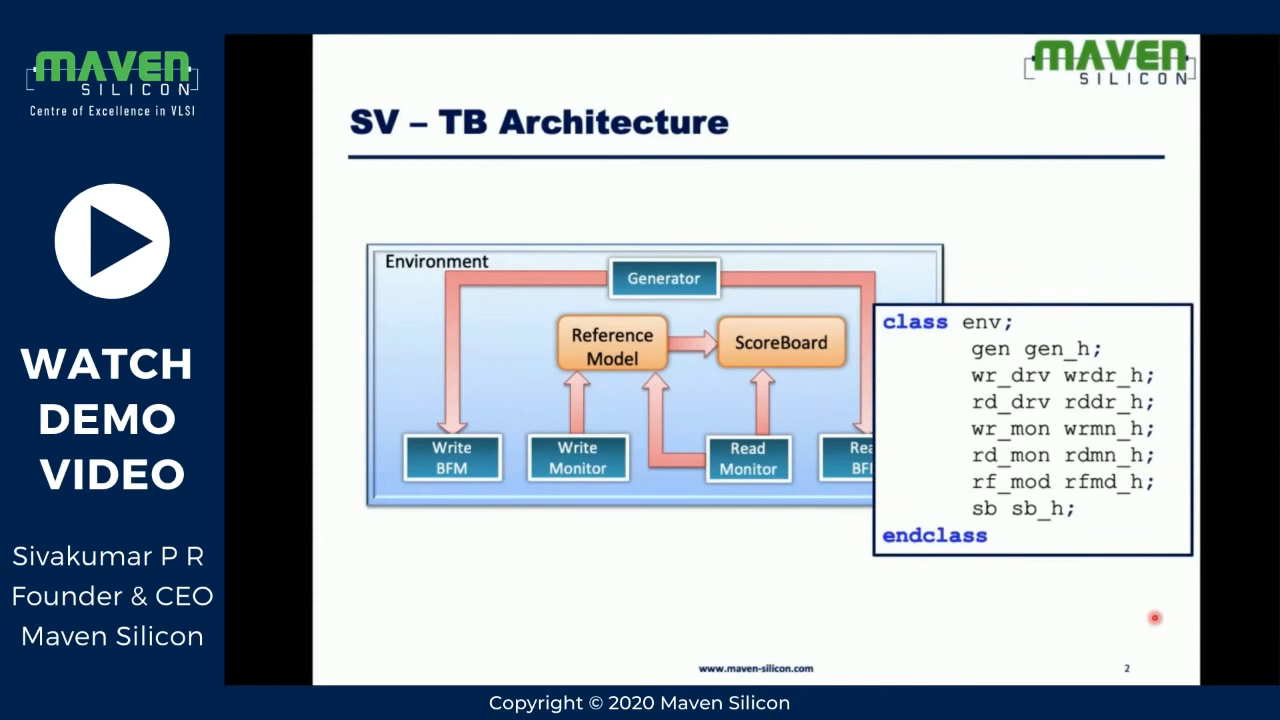 MAVEN
SILICON
Centre of Excellence in VLSI
WATCH
DEMO
VIDEO
Sivakumar P R
Founder & CEO
Maven Silicon
MAVEN
SILICON
SV – TB Architecture
Environment
Generator
Reference
Model
ScoreBoard
Write
BFM
Write
Monitor
Read
Monitor
class env;
gen gen_h;
wr_drv wrdr_h;
rd_drv rddr_h;
wr_mon wrmn_h;
rd_mon rdmn_h;
rf_mod rfmd_h;
sb sb_h;
endclass
www.maven-silicon.com
2
Copyright © 2020 Maven Silicon